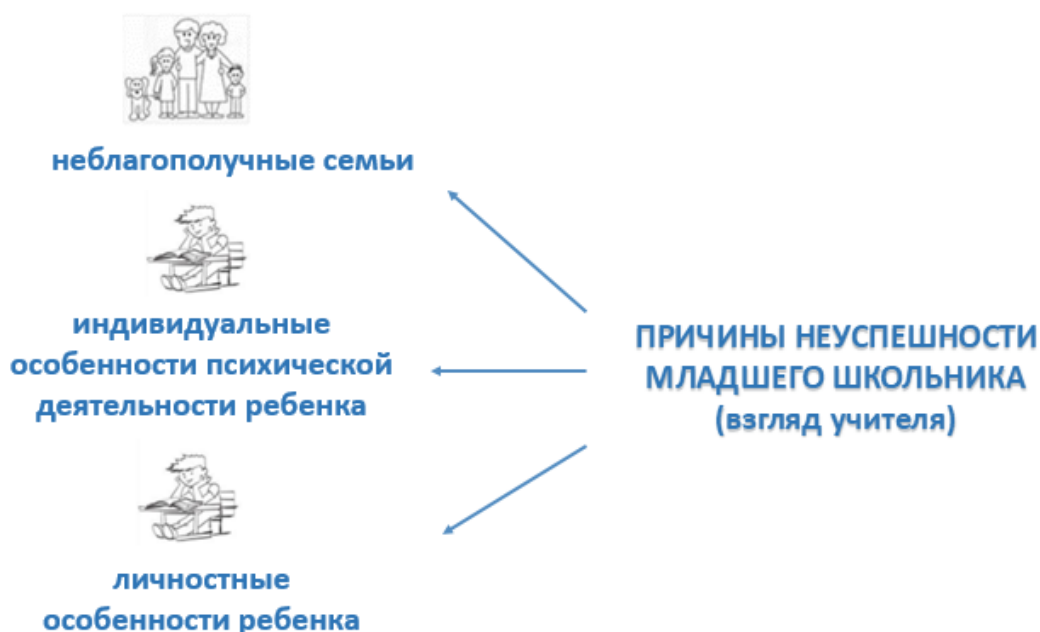 неблагополучные семьи
индивидуальные
особенности психической
деятельности ребенка
личностные
особенности ребенка
ПРИЧИНЫ НЕУСПЕШНОСТИ
МЛАДШЕГО ШКОЛЬНИКА
(взгляд учителя)